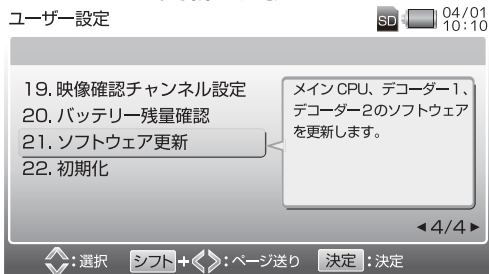 ユーザー設定
SD
04/01
10:10
19. 映像確認チャンネル設定
20. バッテリー残量確認
21. ソフトウェア更新
22. 初期化
メイン CPU、デコーダー1、
デコーダー2のソフトウェア
を更新します。
◀4/4▶
:選択 シフト+:ページ送り 決定:決定